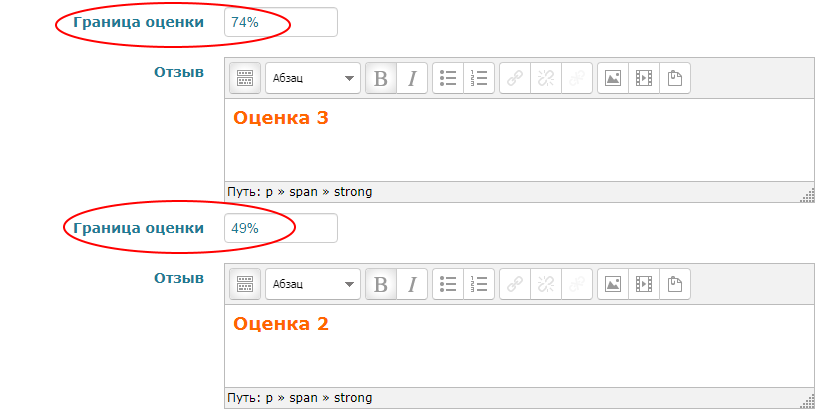 Граница оценки 74%
Отзыв Абзац B I
Оценка 3
Путь: p » span » strong
Граница оценки 49%
Отзыв Абзац B I
Оценка 2
Путь: p » span » strong